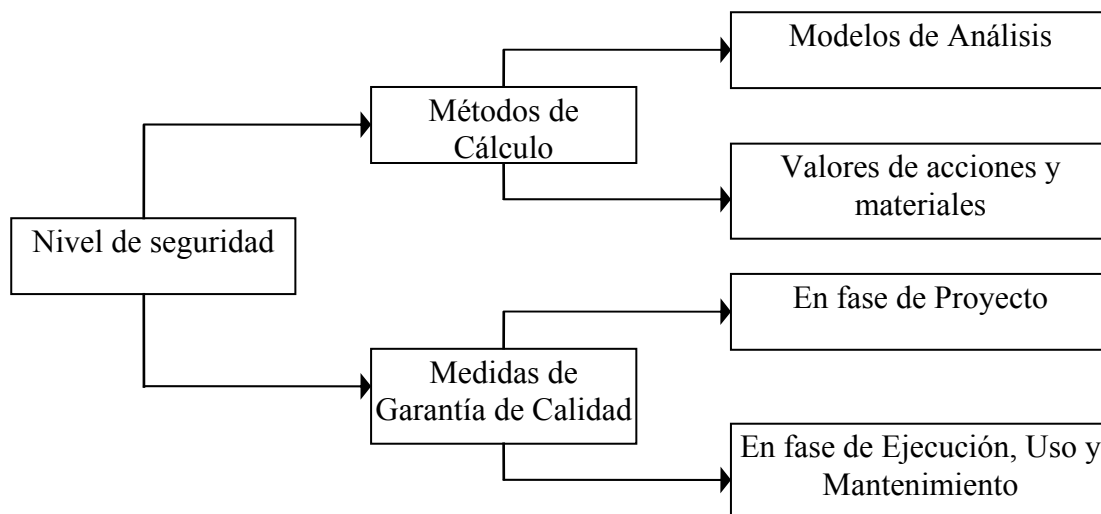 Modelos de Análisis
Métodos de
Cálculo
Valores de acciones y
materiales
Nivel de seguridad
En fase de Proyecto
Medidas de
Garantía de Calidad
En fase de Ejecución, Uso y
Mantenimiento